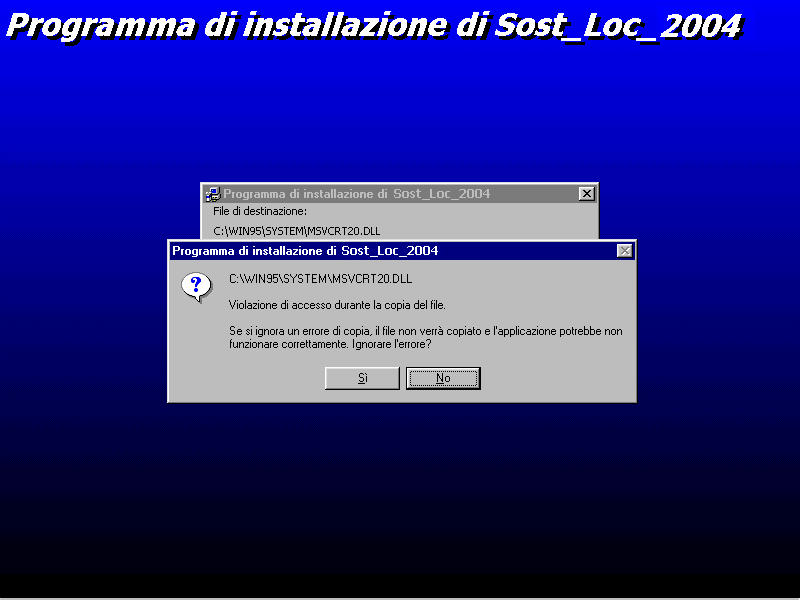 Programma di installazione di Sost_Loc_2004
Programma di installazione di Sost_Loc_2004
File di destinazione:
C:\WIN95\SYSTEM\MSVCRT20.DLL
Programma di installazione di Sost_Loc_2004
C:\WIN95\SYSTEM\MSVCRT20.DLL
Violazione di accesso durante la copia del file.
Se si ignora un errore di copia, il file non verrà copiato e l'applicazione potrebbe non
funzionare correttamente. Ignorare l'errore?
Sì
No